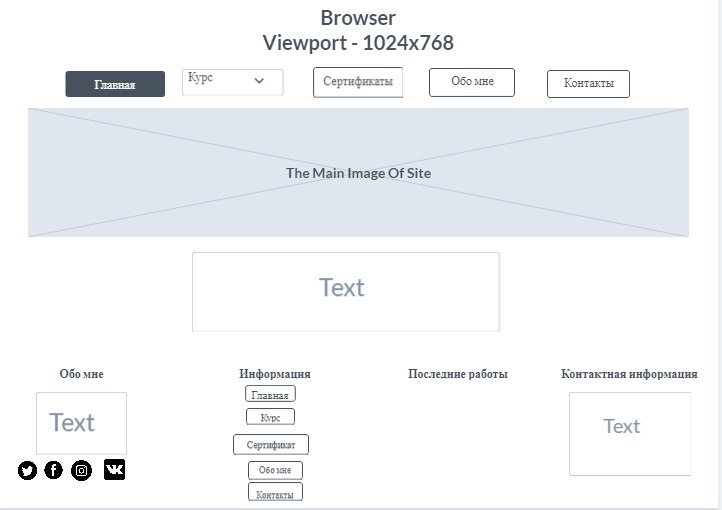 Browser
Viewport - 1024x768
Главная
Курс
Сертификаты
Обо мне
Контакты
The Main Image Of Site
Text
Обо мне
Информация
Последние работы
Контактная информация
Text
Главная
Курс
Сертификат
Обо мне
Контакты
Text